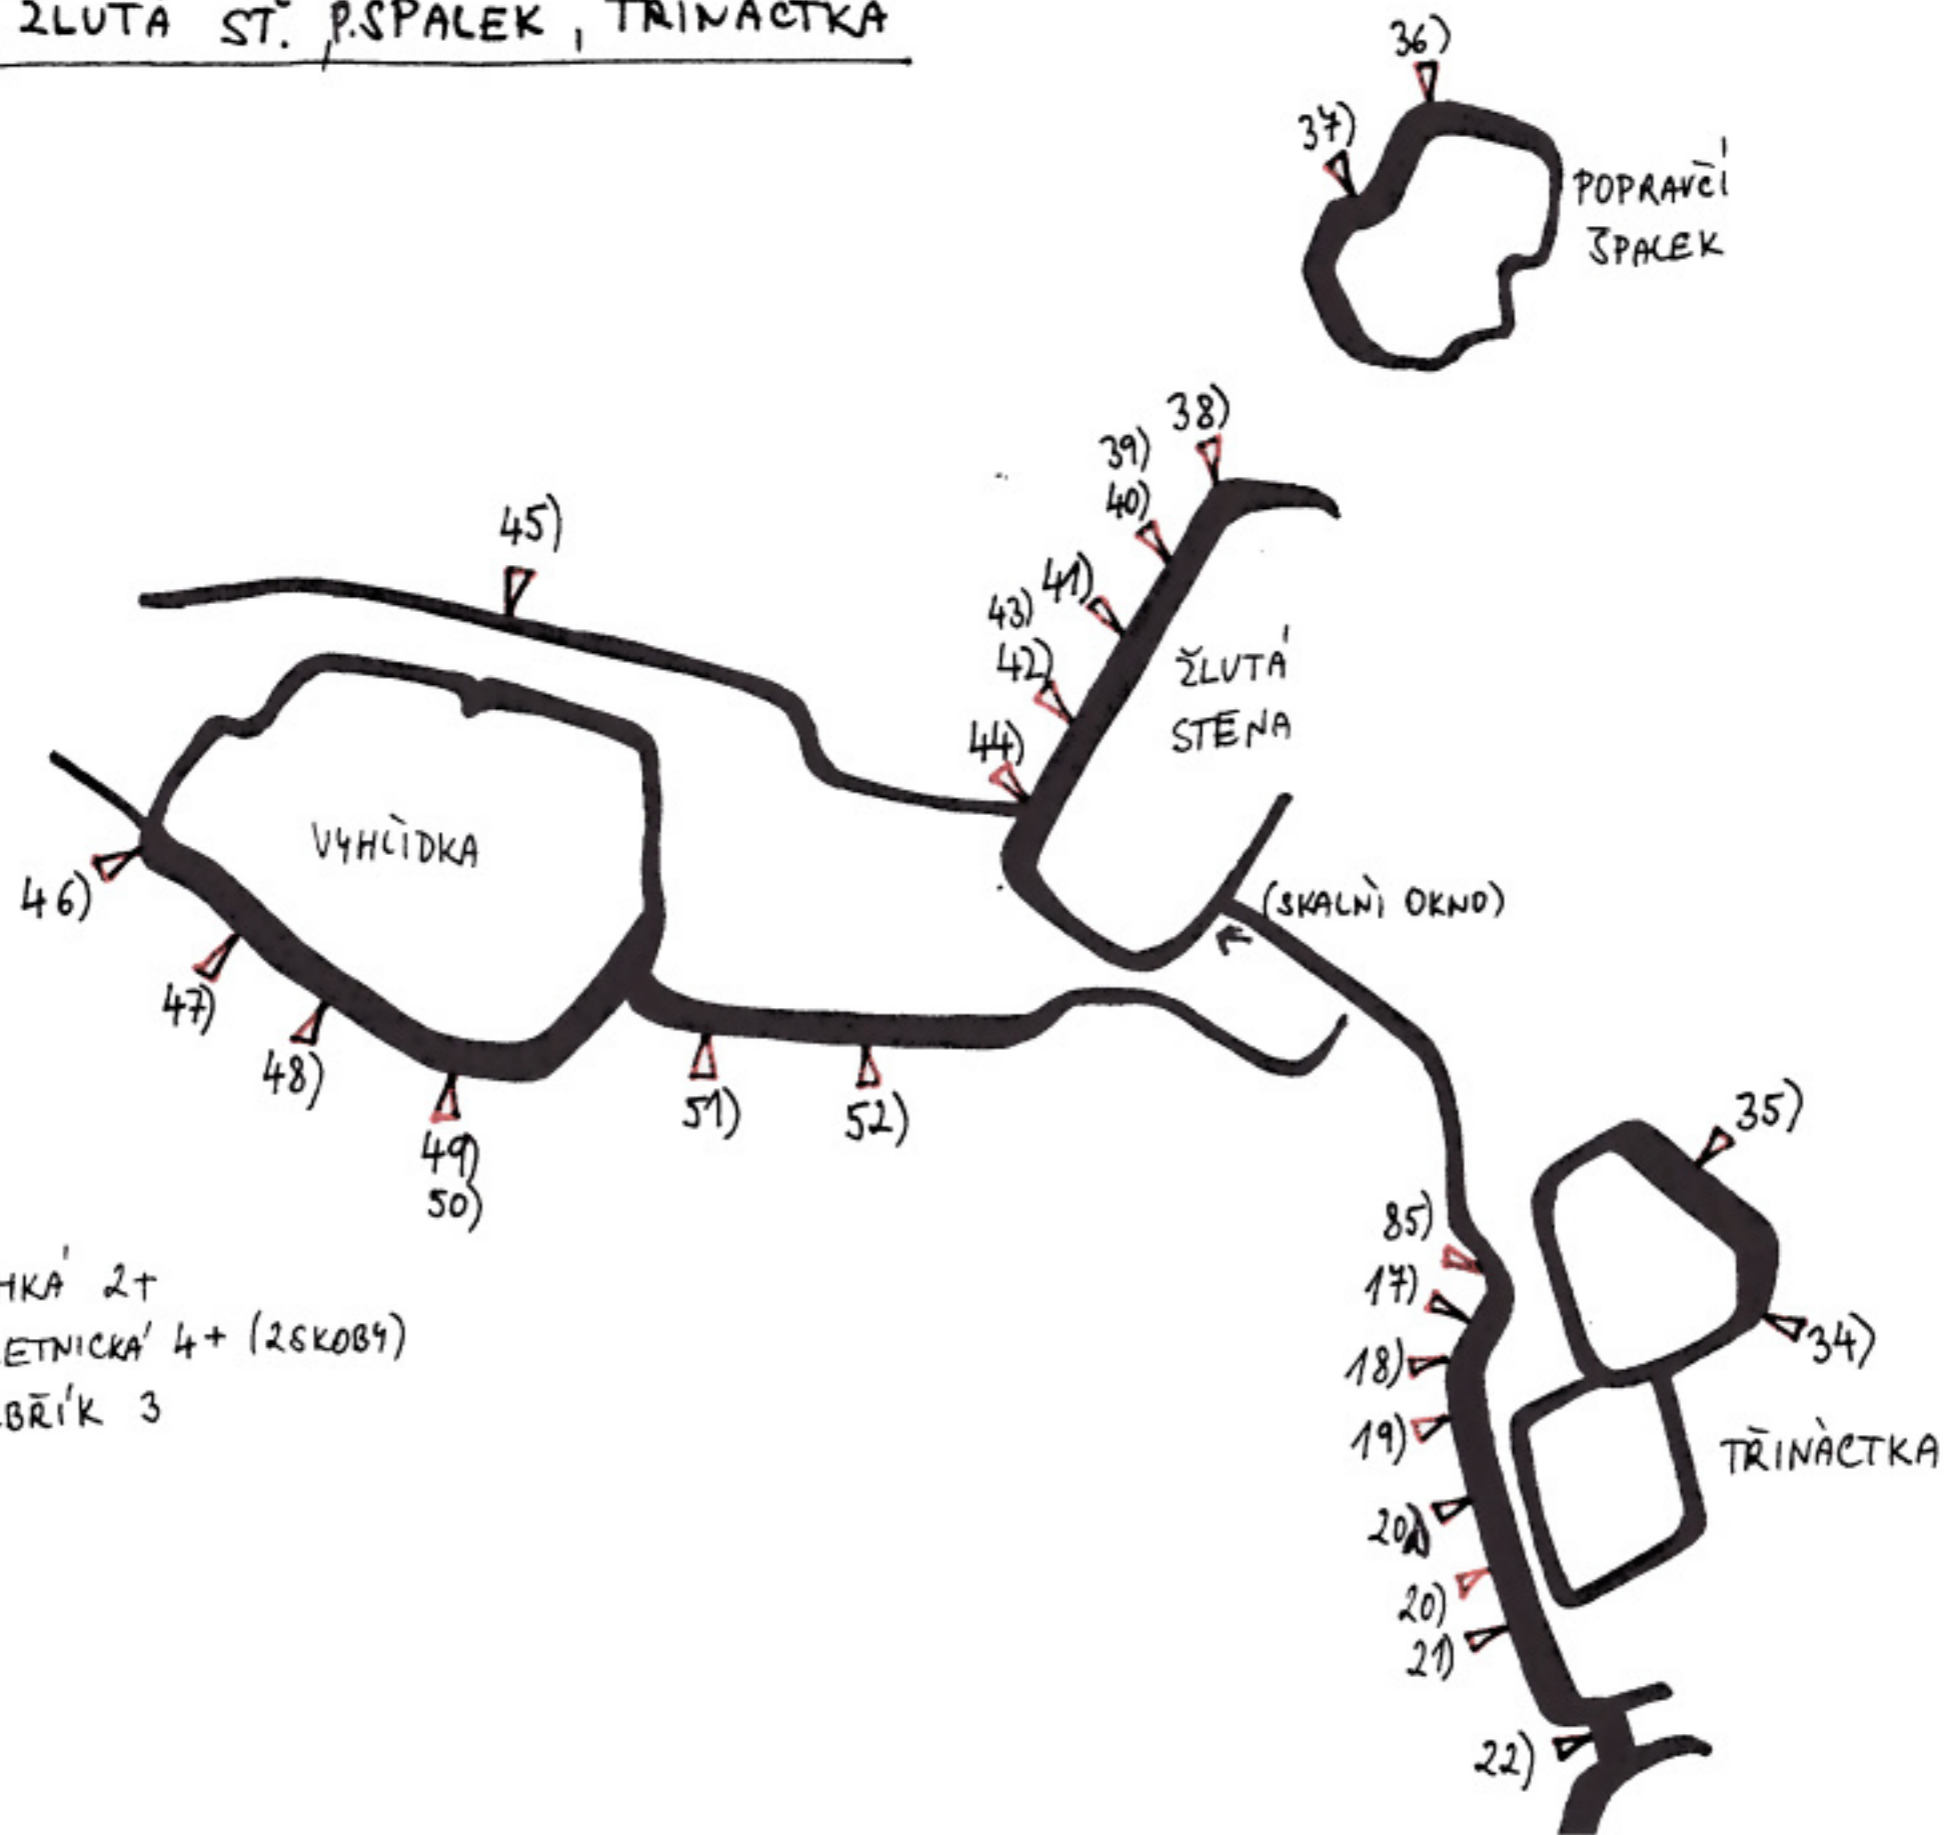 ŽLUTÁ ST., P.ŠPALEK, TŘINÁCTKA
36)
37)
POPRAVČÍ
ŠPALEK
38)
39)
40)
41)
43)
42)
44)
ŽLUTÁ
STĚNA
45)
VYHLÍDKA
46)
47)
48)
49)
50)
51)
52)
(SKALNÍ OKNO)
35)
34)
TŘINÁCTKA
85)
17)
18)
19)
20A
20)
21)
22)
HKÁ 2+
ETNICKÁ 4+ (2SKOBY)
BŘÍK 3